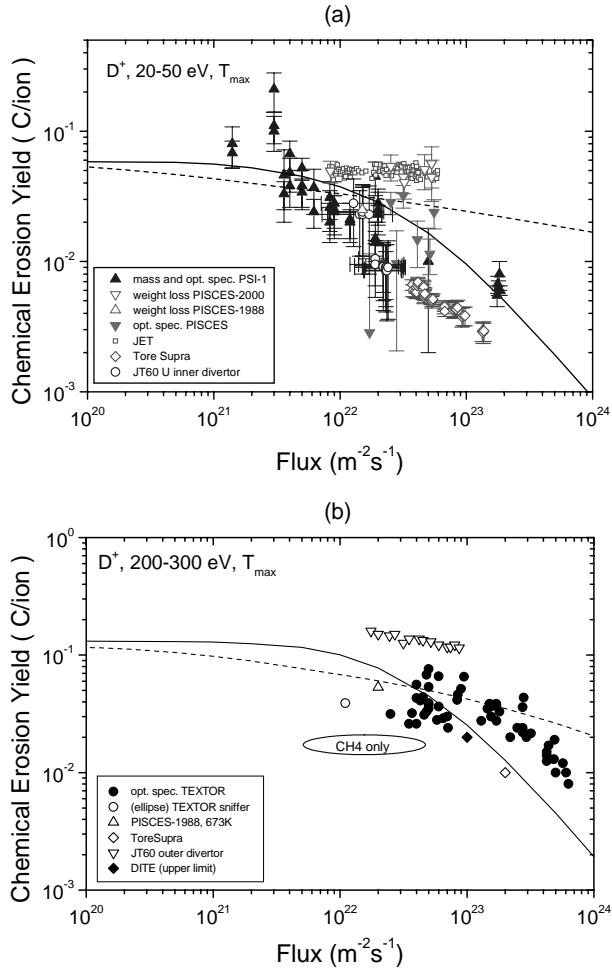 (a)
D⁺, 20-50 eV, Tmax
Chemical Erosion Yield ( C/ion )
10⁻¹
10⁻²
10⁻³
mass and opt. spec. PSI-1
weight loss PISCES-2000
weight loss PISCES-1988
opt. spec. PISCES
JET
Tore Supra
JT60 U inner divertor
10²⁰ 10²¹ 10²² 10²³ 10²⁴
Flux (m⁻²s⁻¹)
(b)
D⁺, 200-300 eV, Tmax
Chemical Erosion Yield ( C/ion )
10⁰
10⁻¹
10⁻²
10⁻³
CH4 only
opt. spec. TEXTOR
(ellipse) TEXTOR sniffer
PISCES-1988, 673K
ToreSupra
JT60 outer divertor
DITE (upper limit)
10²⁰ 10²¹ 10²² 10²³ 10²⁴
Flux (m⁻²s⁻¹)